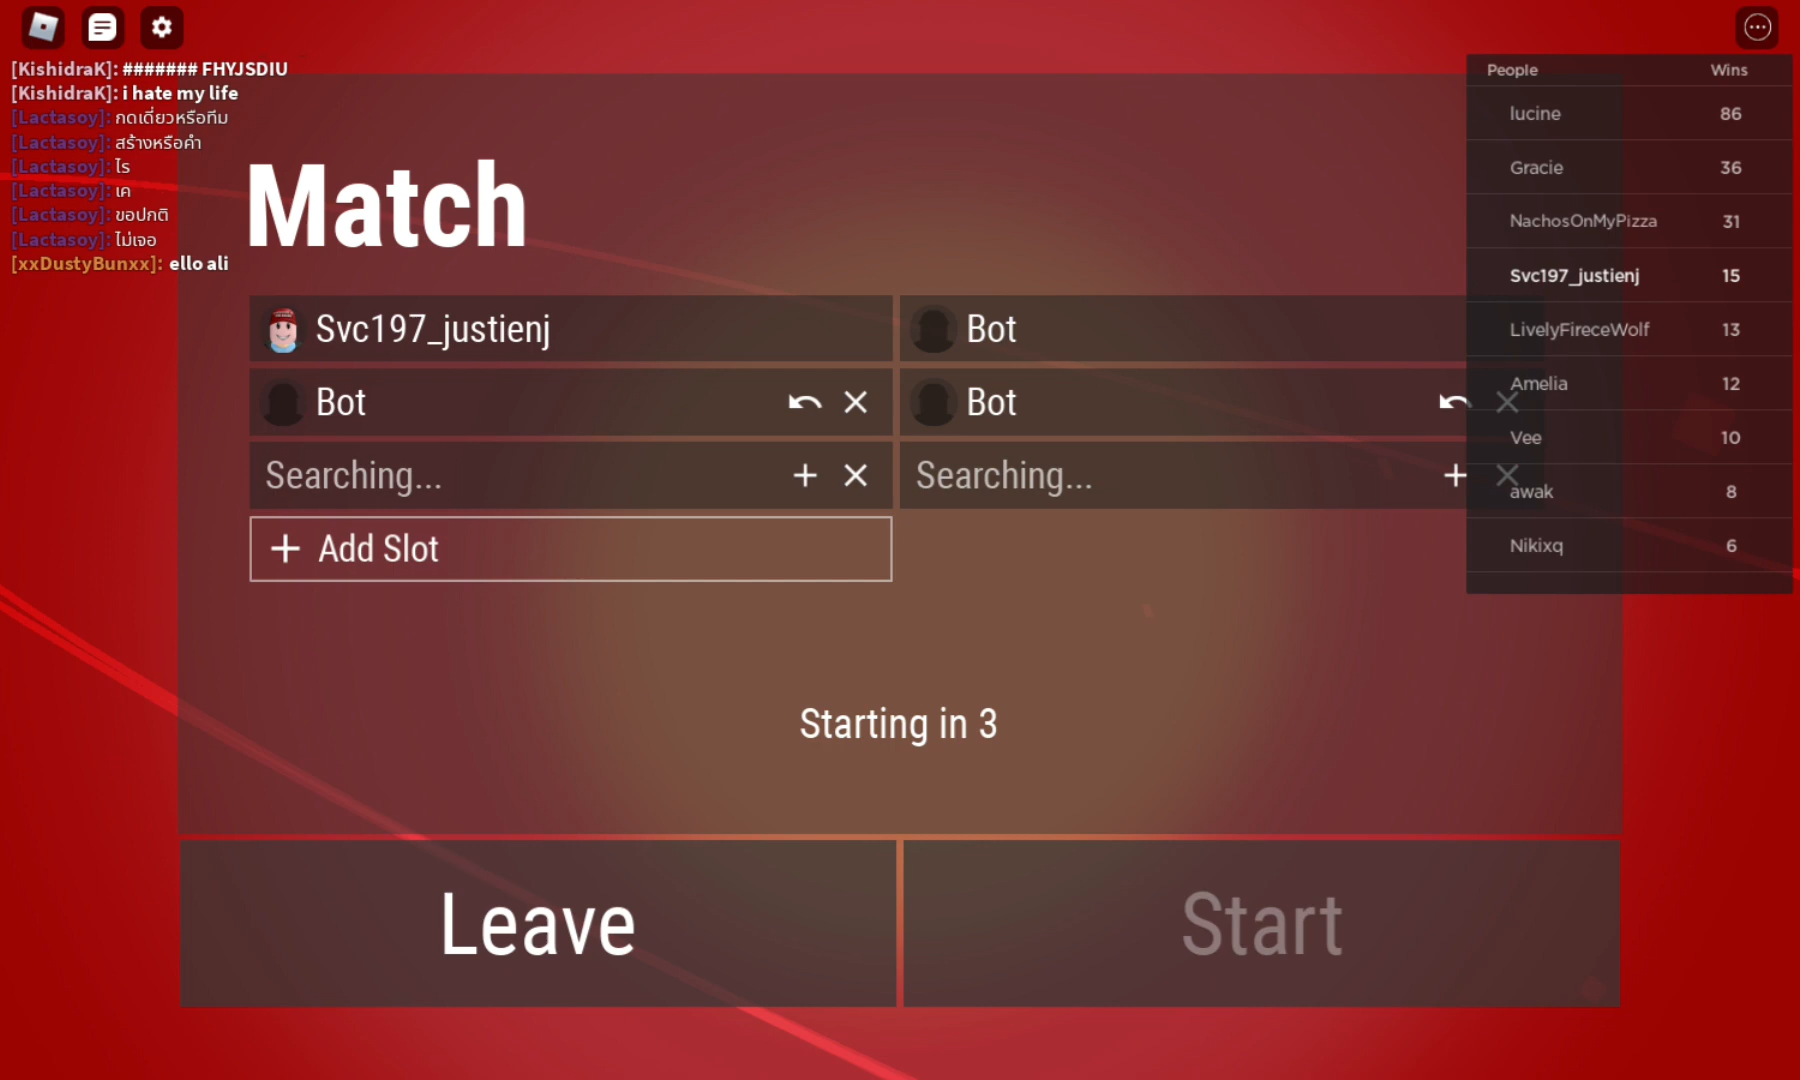 [KishidraK]: ####### FHYJSDIU
[KishidraK]: i hate my life
[Lactasoy]: กดเดี่ยวหรือทีม
[Lactasoy]: สร้างหรือคำ
[Lactasoy]: ไร
[Lactasoy]: เค
[Lactasoy]: ขอปกติ
[Lactasoy]: ไม่เจอ
[xxDustyBunxx]: ello ali
Match
Svc197_justienj
Bot
Bot
Bot
Searching...
Searching...
+ Add Slot
Starting in 3
Leave
Start
People Wins
lucine 86
Gracie 36
NachosOnMyPizza 31
Svc197_justienj 15
LivelyFireceWolf 13
Amelia 12
Vee 10
awak 8
Nikixq 6